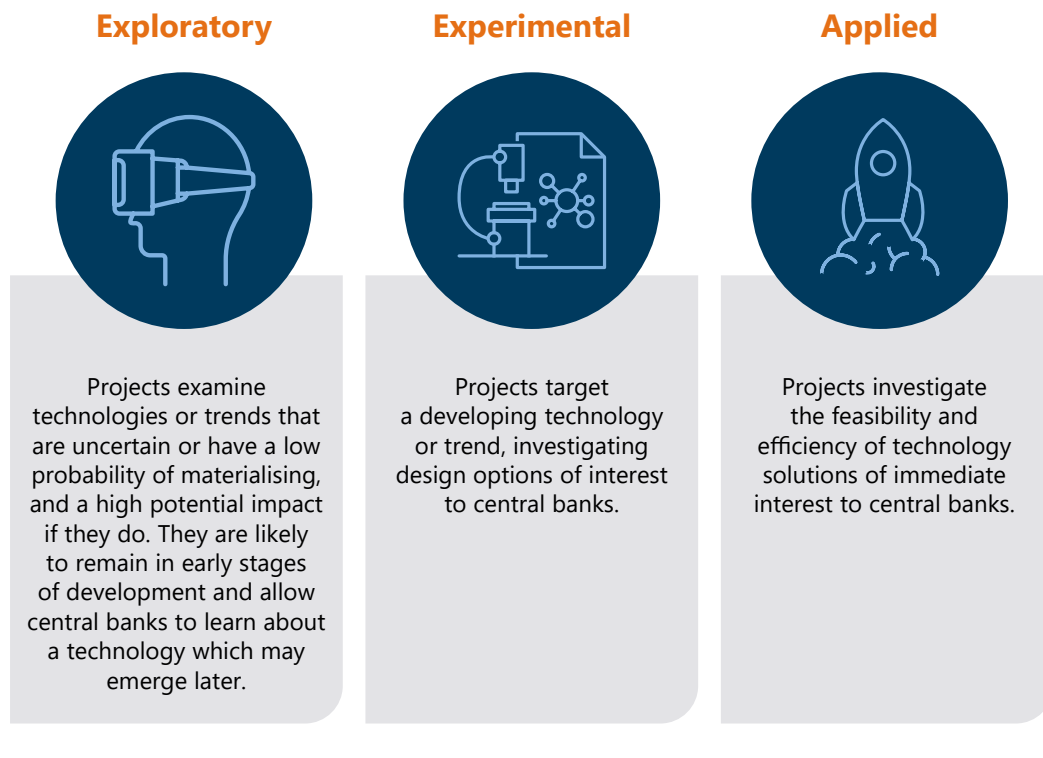 Exploratory
Projects examine
technologies or trends that
are uncertain or have a low
probability of materialising,
and a high potential impact
if they do. They are likely
to remain in early stages
of development and allow
central banks to learn about
a technology which may
emerge later.
Experimental
Projects target
a developing technology
or trend, investigating
design options of interest
to central banks.
Applied
Projects investigate
the feasibility and
efficiency of technology
solutions of immediate
interest to central banks.